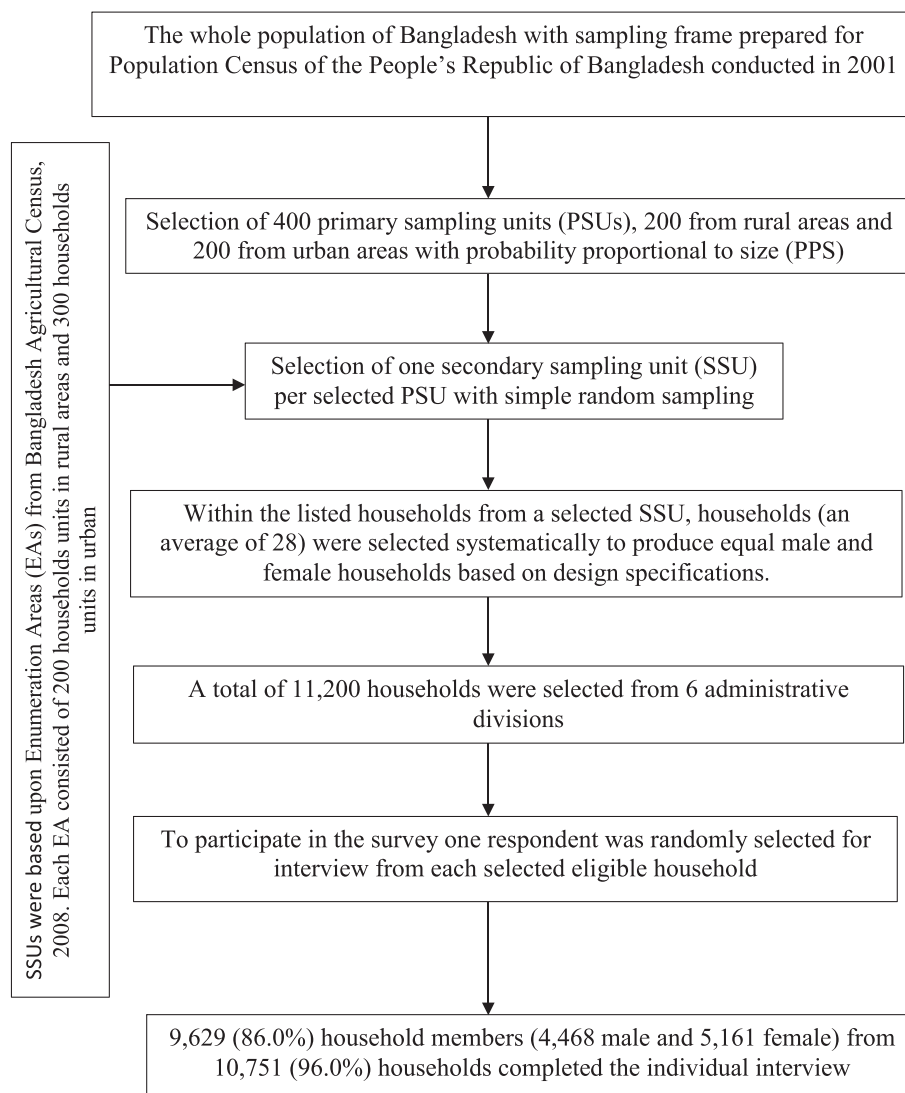 The whole population of Bangladesh with sampling frame prepared for
Population Census of the People's Republic of Bangladesh conducted in 2001
SSUs were based upon Enumeration Areas (EAs) from Bangladesh Agricultural Census,
2008. Each EA consisted of 200 households units in rural areas and 300 households
units in urban
Selection of 400 primary sampling units (PSUs), 200 from rural areas and
200 from urban areas with probability proportional to size (PPS)
Selection of one secondary sampling unit (SSU)
per selected PSU with simple random sampling
Within the listed households from a selected SSU, households (an
average of 28) were selected systematically to produce equal male and
female households based on design specifications.
A total of 11,200 households were selected from 6 administrative
divisions
To participate in the survey one respondent was randomly selected for
interview from each selected eligible household
9,629 (86.0%) household members (4,468 male and 5,161 female) from
10,751 (96.0%) households completed the individual interview